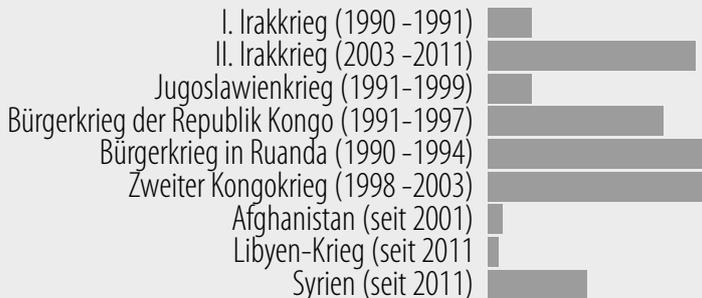 I. Irakkrieg (1990 -1991)
II. Irakkrieg (2003 -2011)
Jugoslawienkrieg (1991-1999)
Bürgerkrieg der Republik Kongo (1991-1997)
Bürgerkrieg in Ruanda (1990 -1994)
Zweiter Kongokrieg (1998 -2003)
Afghanistan (seit 2001)
Libyen-Krieg (seit 2011
Syrien (seit 2011)